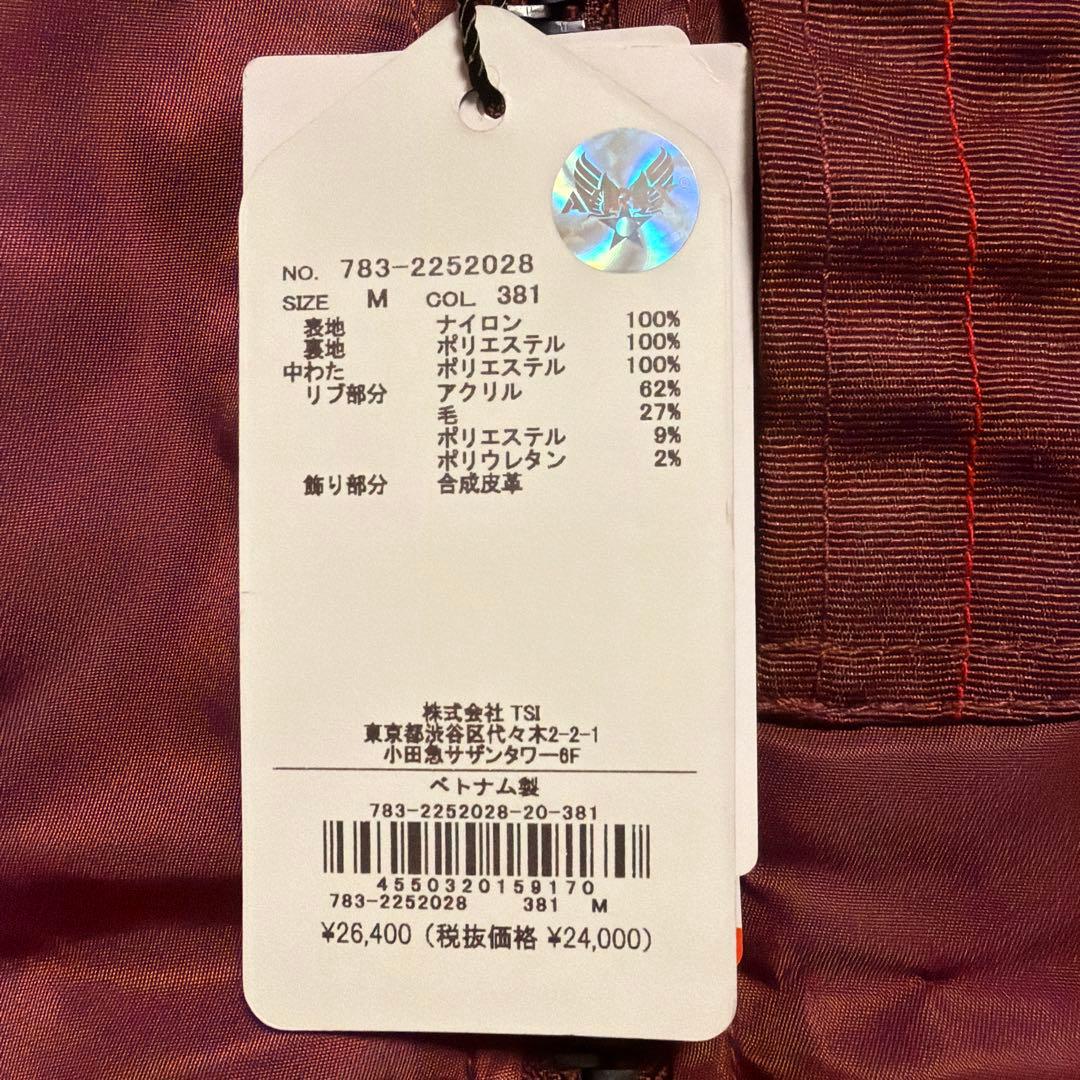 AVIREX
NO. 783-2252028
SIZE M COL 381
表地 ナイロン 100%
裏地 ポリエステル 100%
中わた ポリエステル 100%
リブ部分 アクリル 62%
毛 27%
ポリエステル 9%
ポリウレタン 2%
飾り部分 合成皮革
株式会社 TSI
東京都渋谷区代々木2-2-1
小田急サザンタワー6F
ベトナム製
783-2252028-20-381
4550320159170
783-2252028 381 M
¥26,400 (税抜価格 ¥24,000)